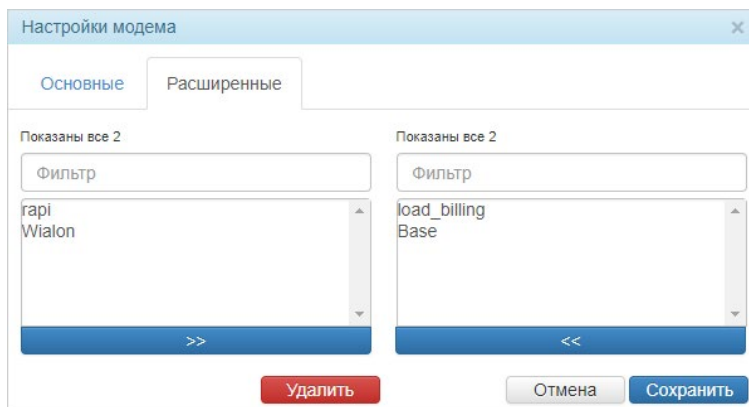 Настройки модема ×
Основные Расширенные
Показаны все 2 Показаны все 2
Фильтр Фильтр
rapi load_billing
Wialon Base
>> <<
Удалить Отмена Сохранить